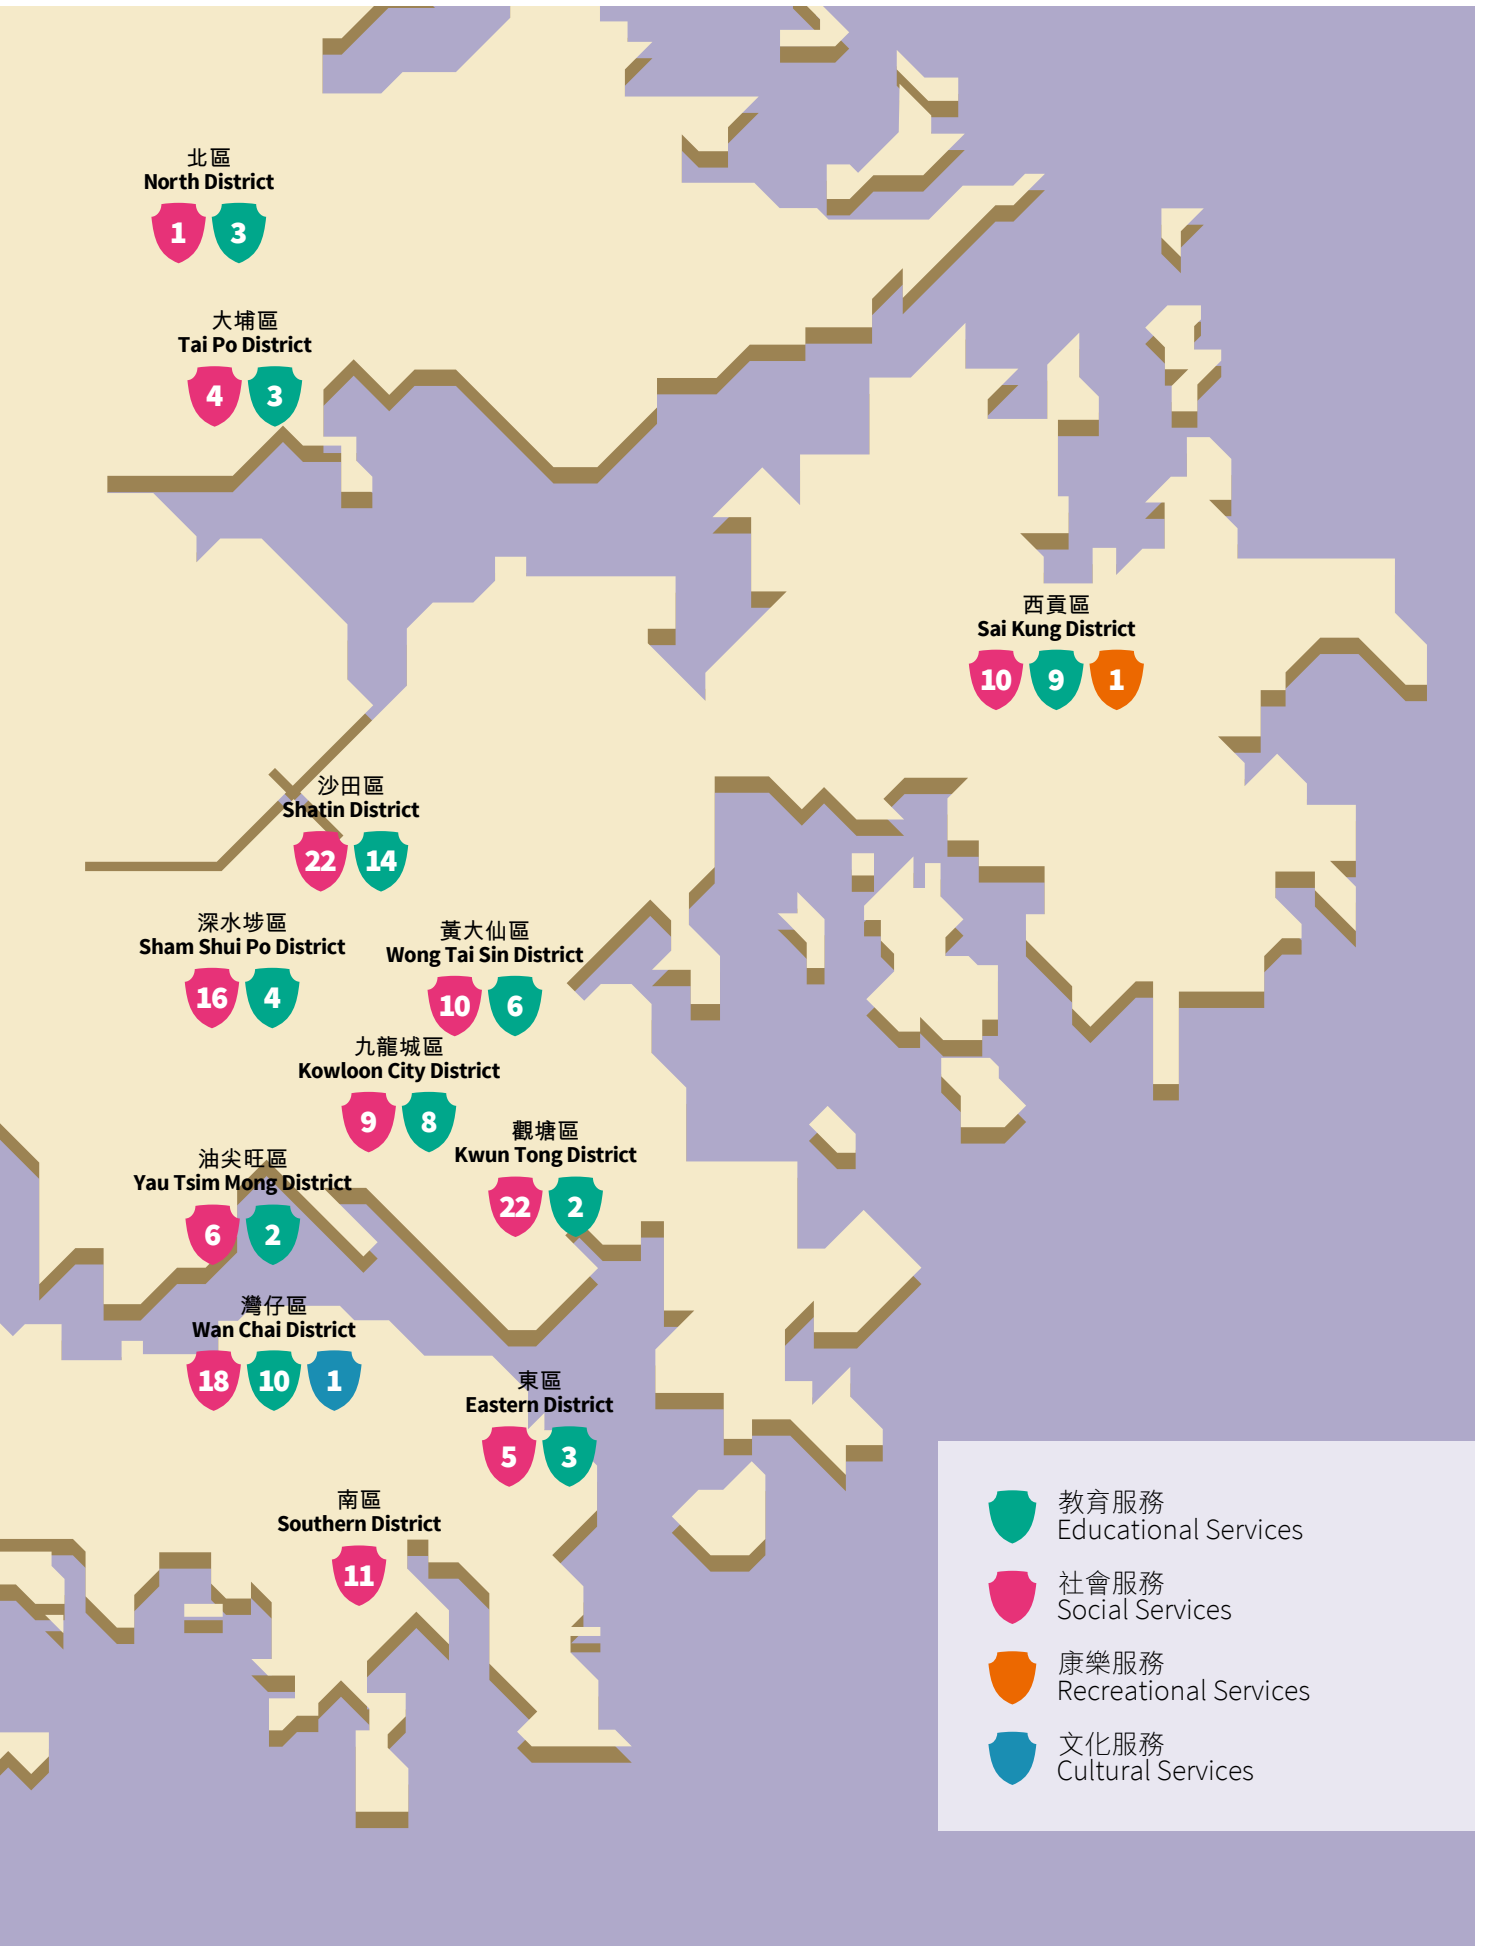 北區
North District
1 3
大埔區
Tai Po District
4 3
西貢區
Sai Kung District
10 9 1
沙田區
Shatin District
22 14
深水埗區
Sham Shui Po District
16 4
黃大仙區
Wong Tai Sin District
10 6
九龍城區
Kowloon City District
9 8
觀塘區
Kwun Tong District
22 2
油尖旺區
Yau Tsim Mong District
6 2
灣仔區
Wan Chai District
18 10 1
東區
Eastern District
5 3
南區
Southern District
11
教育服務
Educational Services
社會服務
Social Services
康樂服務
Recreational Services
文化服務
Cultural Services